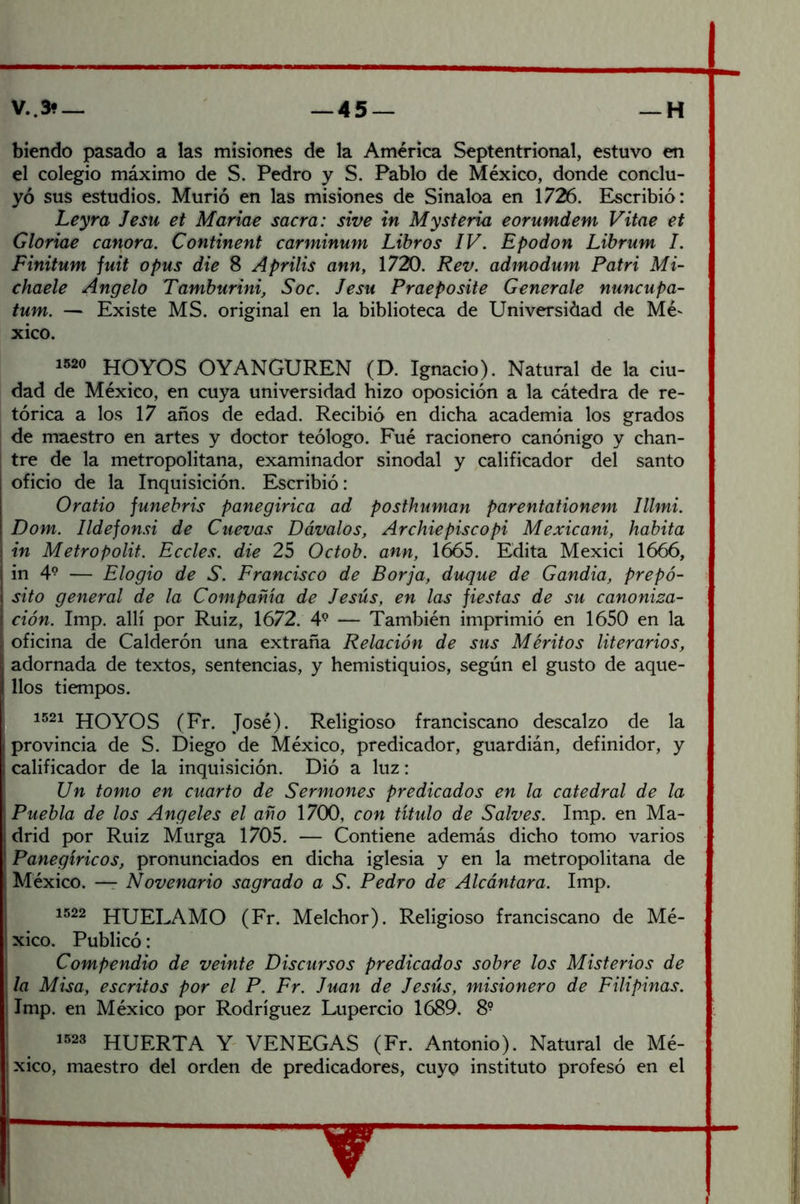 V..3ª — —45— —H
biendo pasado a las misiones de la América Septentrional, estuvo en
el colegio máximo de S. Pedro y S. Pablo de México, donde conclu-
yó sus estudios. Murió en las misiones de Sinaloa en 1726. Escribió:
Leyra Jesu et Mariae sacra: sive in Mysteria eorumdem Vitae et
Gloriae canora. Continent carminum Libros IV. Epodon Librum I.
Finitum fuit opus die 8 Aprilis ann, 1720. Rev. admodum Patri Mi-
chaele Angelo Tamburini, Soc. Jesu Praeposite Generale nuncupa-
tum. — Existe MS. original en la biblioteca de Universidad de Mé-
xico.
1520 HOYOS OYANGUREN (D. Ignacio). Natural de la ciu-
dad de México, en cuya universidad hizo oposición a la cátedra de re-
tórica a los 17 años de edad. Recibió en dicha academia los grados
de maestro en artes y doctor teólogo. Fué racionero canónigo y chan-
tre de la metropolitana, examinador sinodal y calificador del santo
oficio de la Inquisición. Escribió:
Oratio funebris panegirica ad posthuman parentationem Illmi.
Dom. Ildefonsi de Cuevas Dávalos, Archiepiscopi Mexicani, habita
in Metropolit. Eccles. die 25 Octob. ann, 1665. Edita Mexici 1666,
in 4º — Elogio de S. Francisco de Borja, duque de Gandia, prepó-
sito general de la Compañía de Jesús, en las fiestas de su canoniza-
ción. Imp. allí por Ruiz, 1672. 4º — También imprimió en 1650 en la
oficina de Calderón una extraña Relación de sus Méritos literarios,
adornada de textos, sentencias, y hemistiquios, según el gusto de aque-
llos tiempos.
1521 HOYOS (Fr. José). Religioso franciscano descalzo de la
provincia de S. Diego de México, predicador, guardián, definidor, y
calificador de la inquisición. Dió a luz:
Un tomo en cuarto de Sermones predicados en la catedral de la
Puebla de los Angeles el año 1700, con título de Salves. Imp. en Ma-
drid por Ruiz Murga 1705. — Contiene además dicho tomo varios
Panegíricos, pronunciados en dicha iglesia y en la metropolitana de
México. — Novenario sagrado a S. Pedro de Alcántara. Imp.
1522 HUELAMO (Fr. Melchor). Religioso franciscano de Mé-
xico. Publicó:
Compendio de veinte Discursos predicados sobre los Misterios de
la Misa, escritos por el P. Fr. Juan de Jesús, misionero de Filipinas.
Imp. en México por Rodríguez Lupercio 1689. 8º
1523 HUERTA Y VENEGAS (Fr. Antonio). Natural de Mé-
xico, maestro del orden de predicadores, cuyo instituto profesó en el